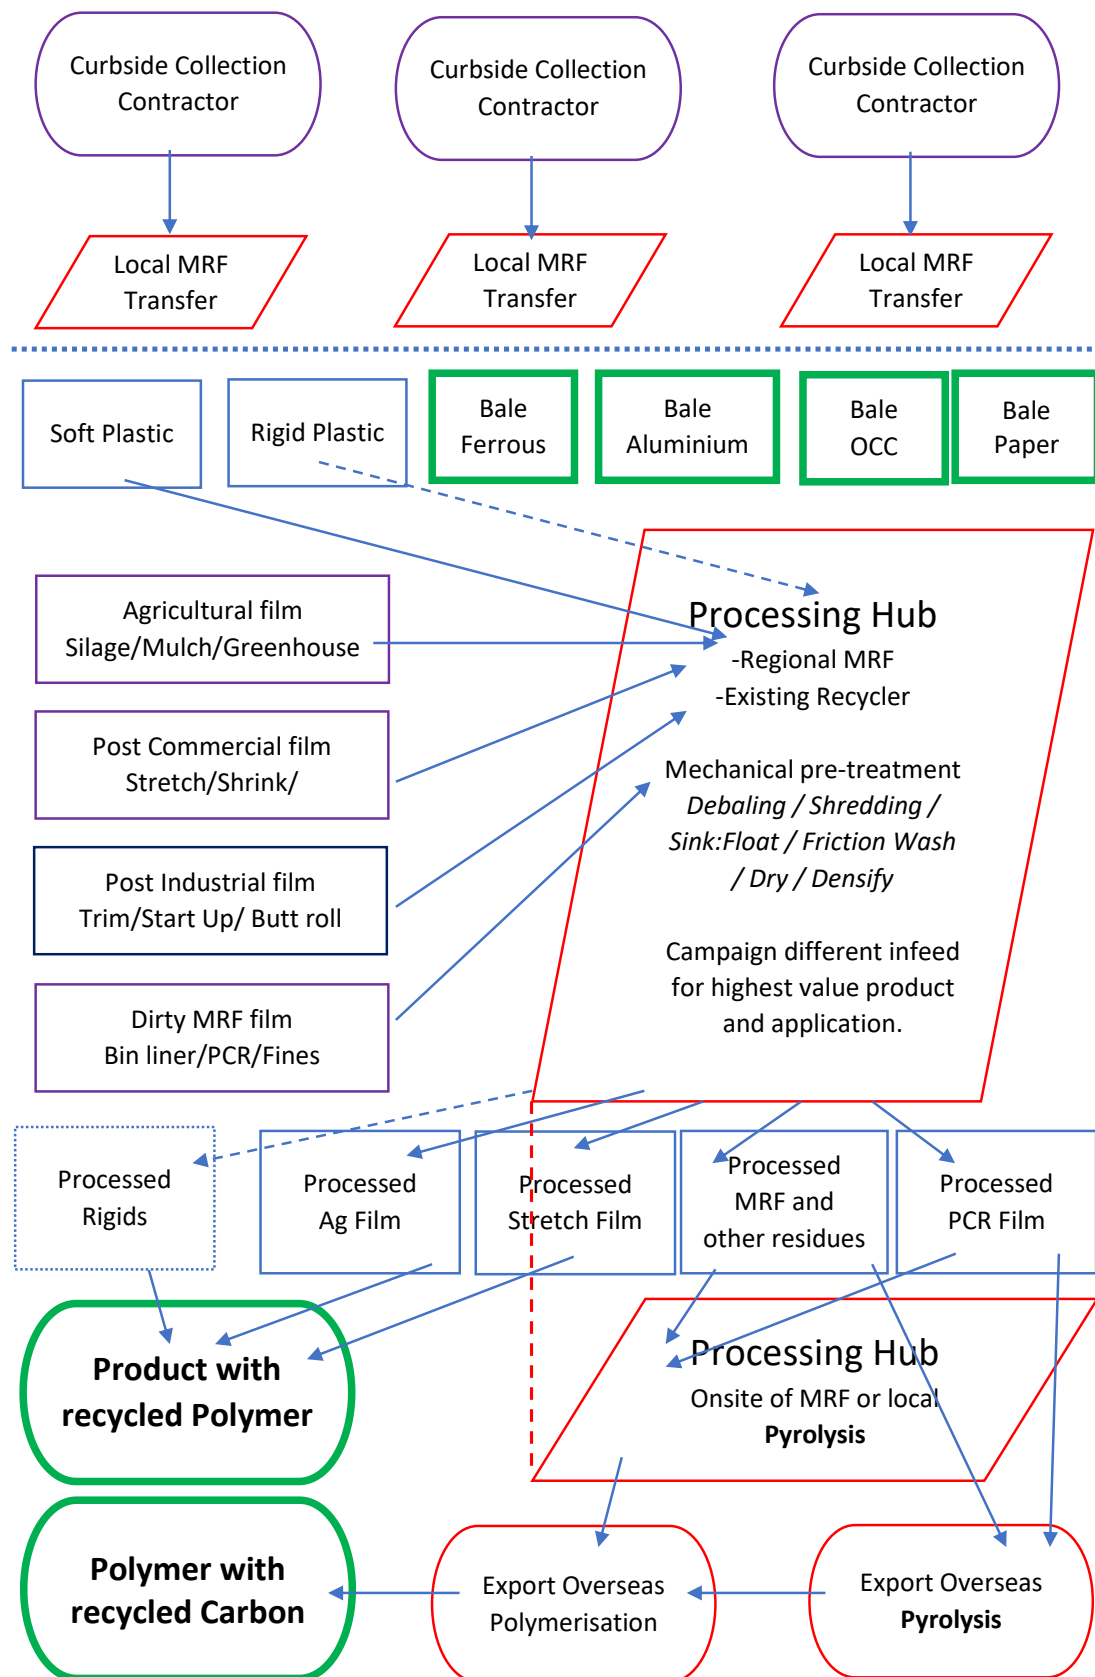 Curbside Collection
Contractor
Curbside Collection
Contractor
Curbside Collection
Contractor
Local MRF
Transfer
Local MRF
Transfer
Local MRF
Transfer
Soft Plastic
Rigid Plastic
Bale
Ferrous
Bale
Aluminium
Bale
OCC
Bale
Paper
Agricultural film
Silage/Mulch/Greenhouse
Post Commercial film
Stretch/Shrink/
Post Industrial film
Trim/Start Up/ Butt roll
Dirty MRF film
Bin liner/PCR/Fines
Processing Hub
-Regional MRF
-Existing Recycler
Mechanical pre-treatment
Debaling / Shredding /
Sink:Float / Friction Wash
/ Dry / Densify
Campaign different infeed
for highest value product
and application.
Processed
Rigids
Processed
Ag Film
Processed
Stretch Film
Processed
MRF and
other residues
Processed
PCR Film
Product with
recycled Polymer
Processing Hub
Onsite of MRF or local
Pyrolysis
Polymer with
recycled Carbon
Export Overseas
Polymerisation
Export Overseas
Pyrolysis